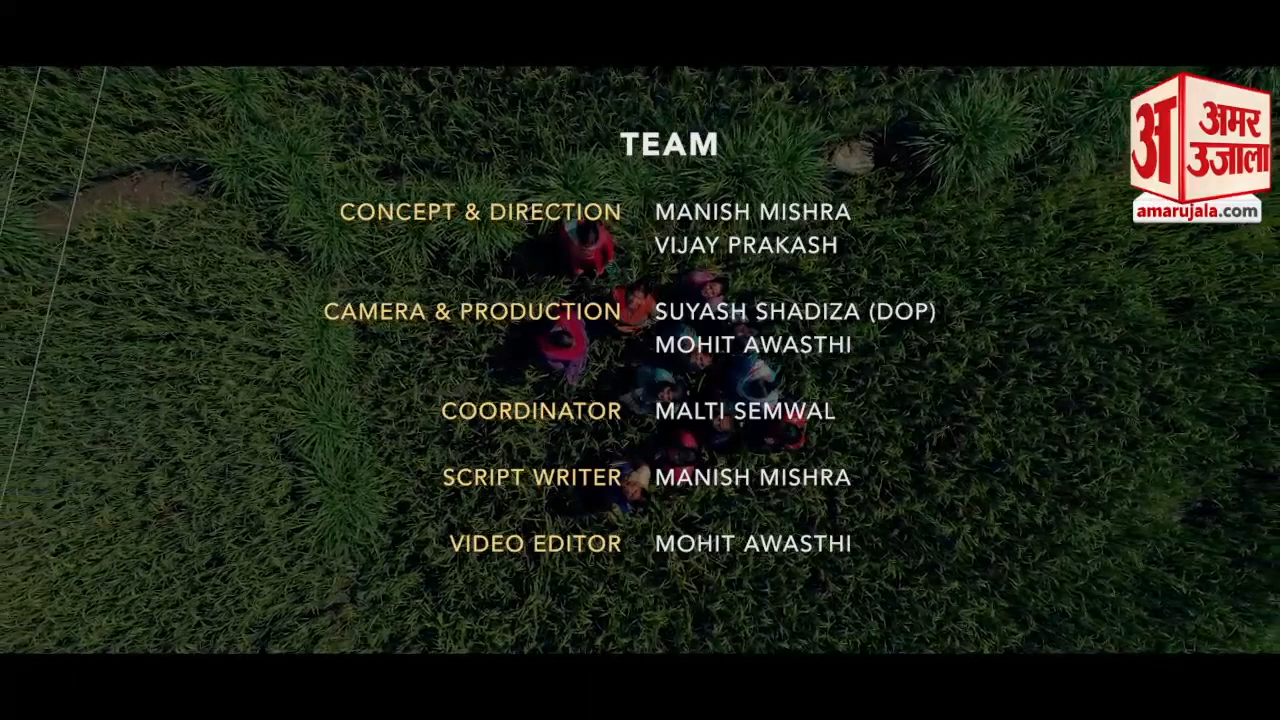 TEAM
CONCEPT & DIRECTION MANISH MISHRA
VIJAY PRAKASH
CAMERA & PRODUCTION SUYASH SHADIZA (DOP)
MOHIT AWASTHI
COORDINATOR MALTI SEMWAL
SCRIPT WRITER MANISH MISHRA
VIDEO EDITOR MOHIT AWASTHI
अ
अमर
उजाला
amarujala.com